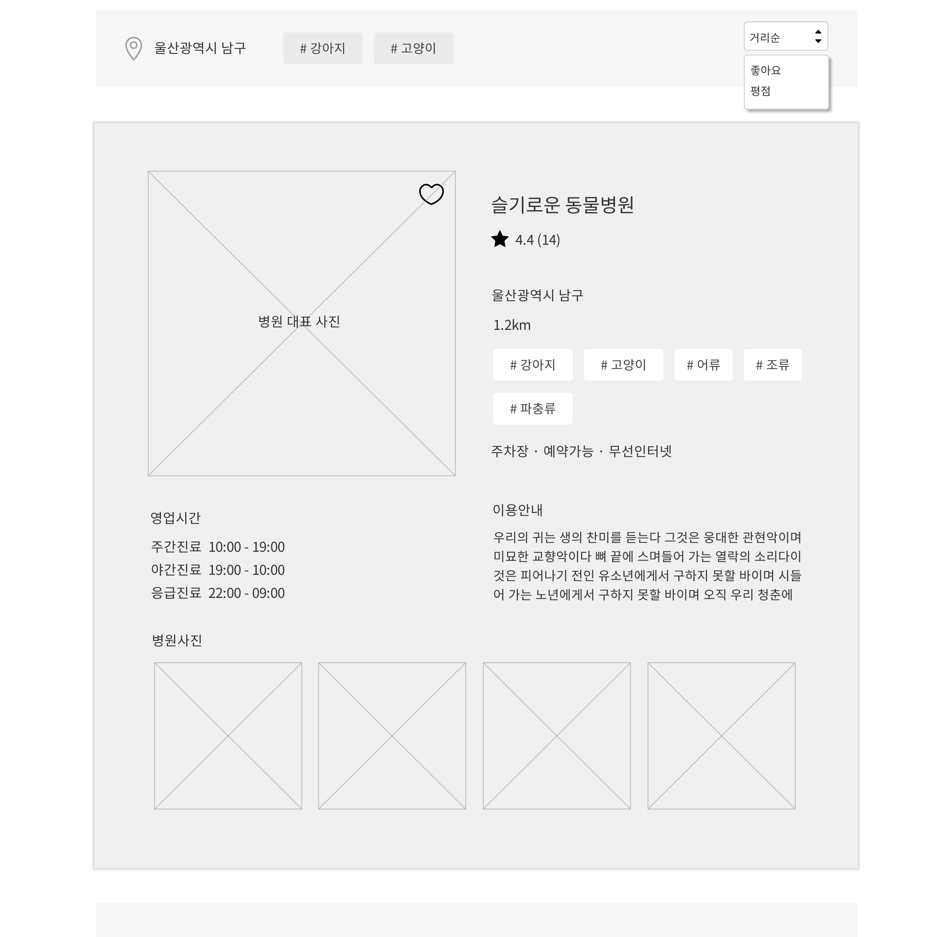 울산광역시 남구
# 강아지
# 고양이
거리순
좋아요
평점
병원 대표 사진
슬기로운 동물병원
4.4 (14)
울산광역시 남구
1.2km
# 강아지
# 고양이
# 어류
# 조류
# 파충류
주차장 · 예약가능 · 무선인터넷
영업시간
주간진료 10:00 - 19:00
야간진료 19:00 - 10:00
응급진료 22:00 - 09:00
이용안내
우리의 귀는 생의 찬미를 듣는다 그것은 웅대한 관현악이며
미묘한 교향악이다 뼈 끝에 스며들어 가는 열락의 소리다이
것은 피어나기 전인 유소년에게서 구하지 못할 바이며 시들
어 가는 노년에게서 구하지 못할 바이며 오직 우리 청춘에
병원사진